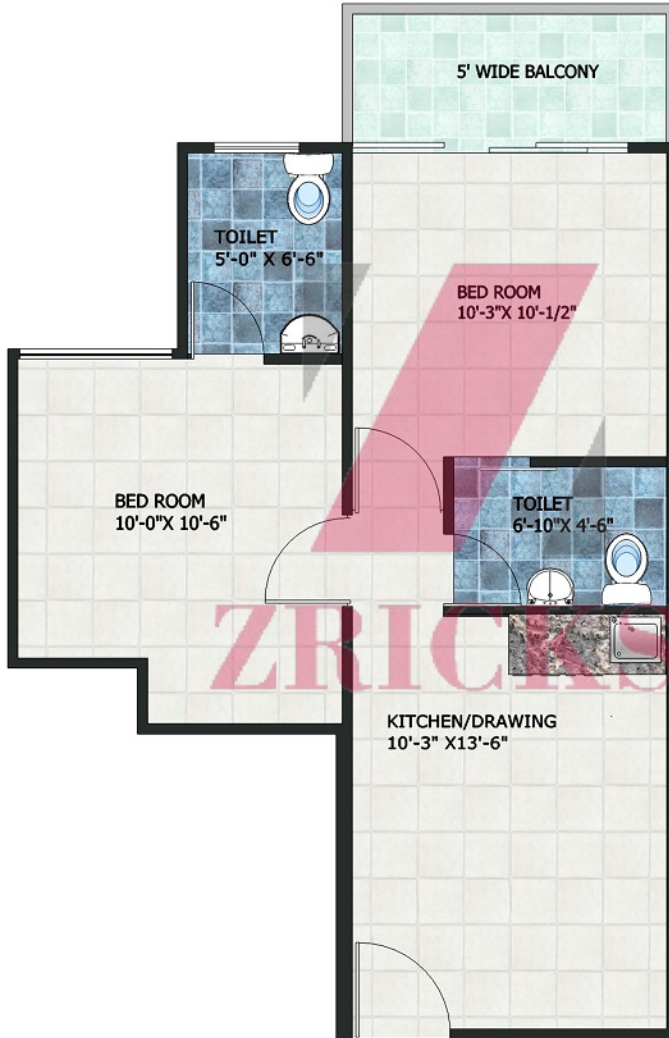 5' WIDE BALCONY
TOILET
5'-0" X 6'-6"
BED ROOM
10'-3"X 10'-1/2"
BED ROOM
10'-0"X 10'-6"
TOILET
6'-10"X 4'-6"
ZRICKS
KITCHEN/DRAWING
10'-3" X13'-6"